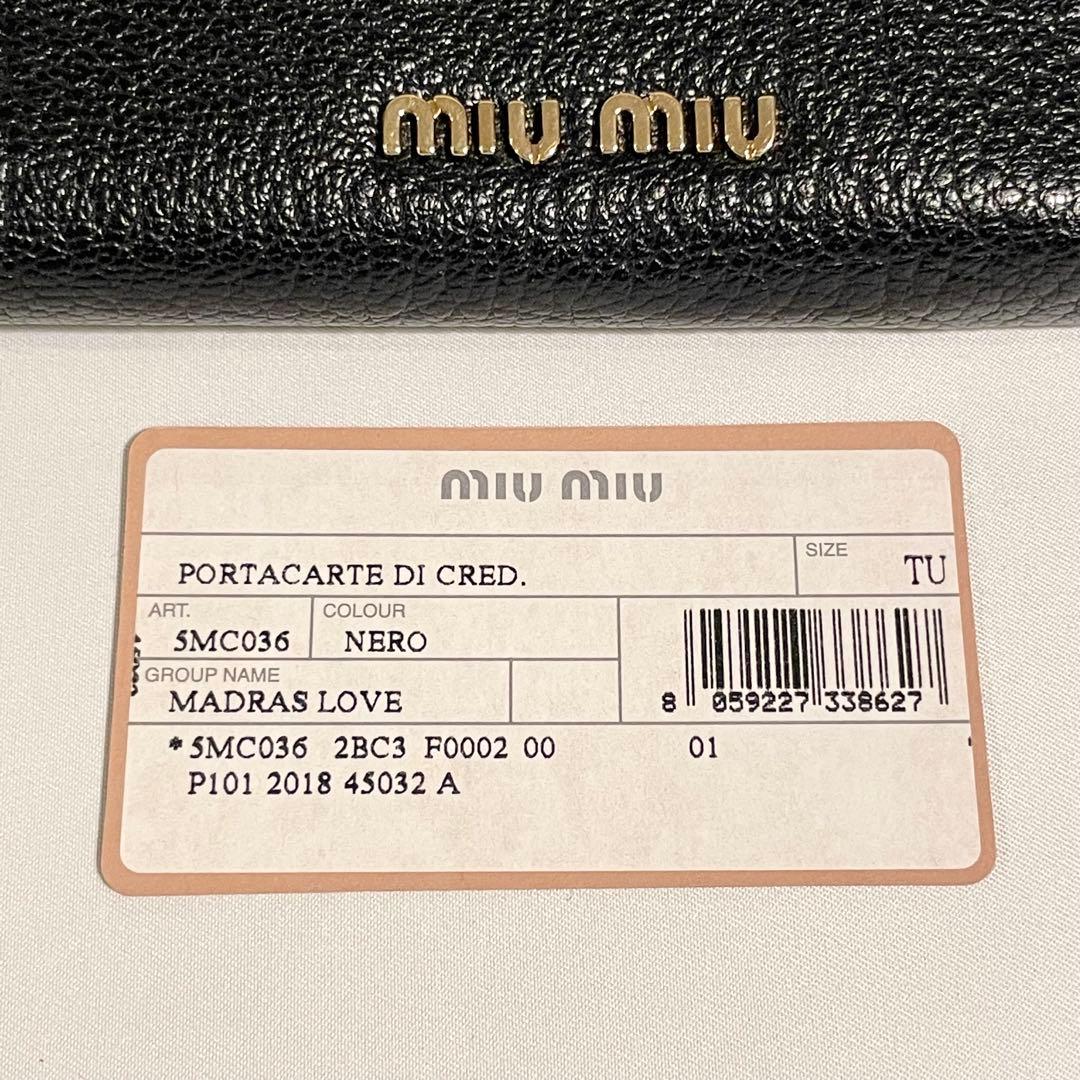 miu miu
miu miu
PORTACARTE DI CRED.
SIZE
TU
ART.
5MC036
COLOUR
NERO
GROUP NAME
MADRAS LOVE
8 059227 338627
*5MC036 2BC3 F0002 00 01
P101 2018 45032 A